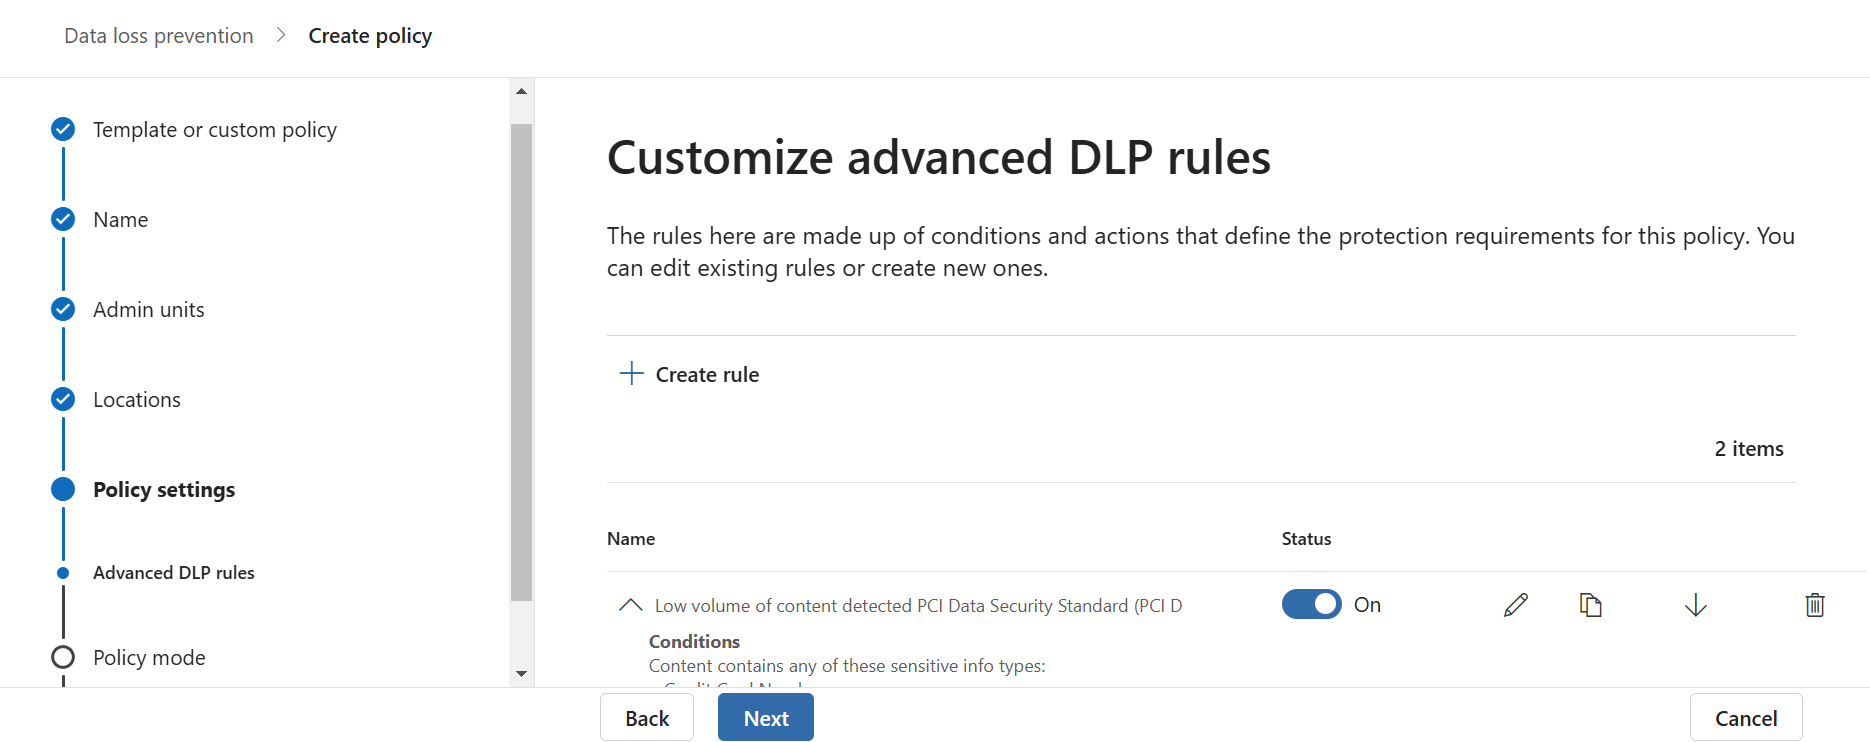 Data loss prevention > Create policy
Template or custom policy
Name
Admin units
Locations
Policy settings
Advanced DLP rules
Policy mode
Customize advanced DLP rules
The rules here are made up of conditions and actions that define the protection requirements for this policy. You
can edit existing rules or create new ones.
Create rule
2 items
Name Status
Low volume of content detected PCI Data Security Standard (PCI D On
Conditions
Content contains any of these sensitive info types:
Back Next Cancel